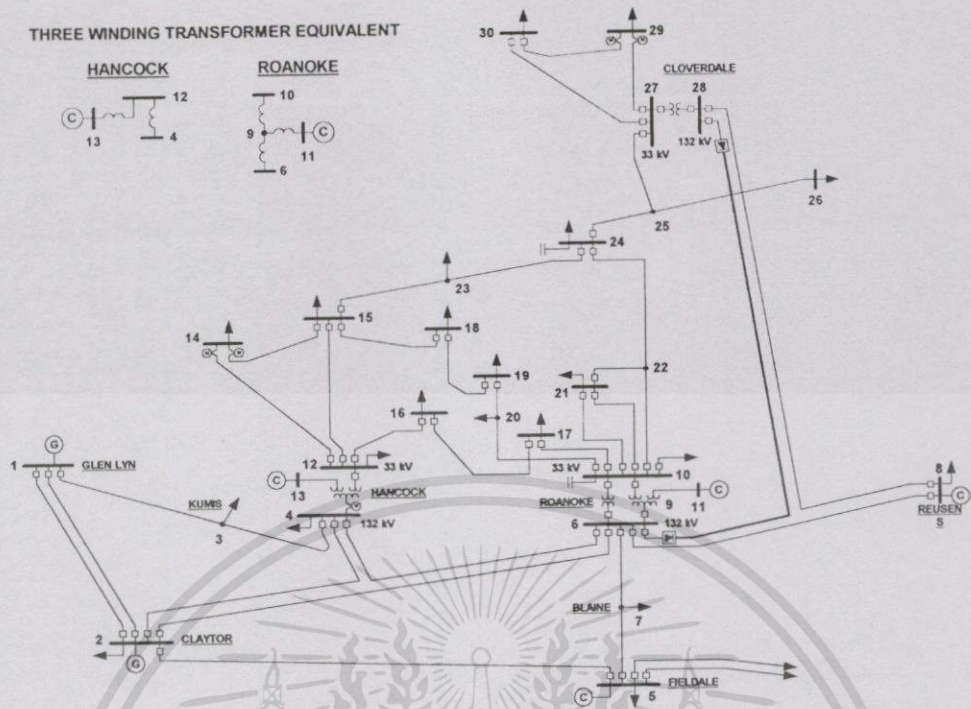 THREE WINDING TRANSFORMER EQUIVALENT
HANCOCK
ROANOKE
C
13
12
4
10
9
C
11
6
30
29
CLOVERDALE
27
28
33 kV
132 kV
26
25
24
23
15
18
14
19
22
21
16
20
17
G
1
GLEN LYN
12
33 kV
33 kV
10
C
13
HANCOCK
ROANOKE
9
C
11
8
C
REUSEN
S
KUMIS
3
4
132 kV
6
132 kV
BLAINE
7
2
CLAYTOR
G
FIELDALE
C
5